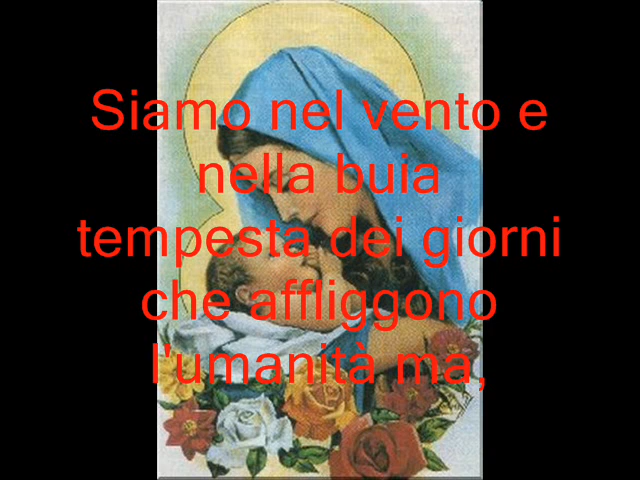 Siamo nel vento e
nella buia
tempesta dei giorni
che affliggono
l'umanità ma,